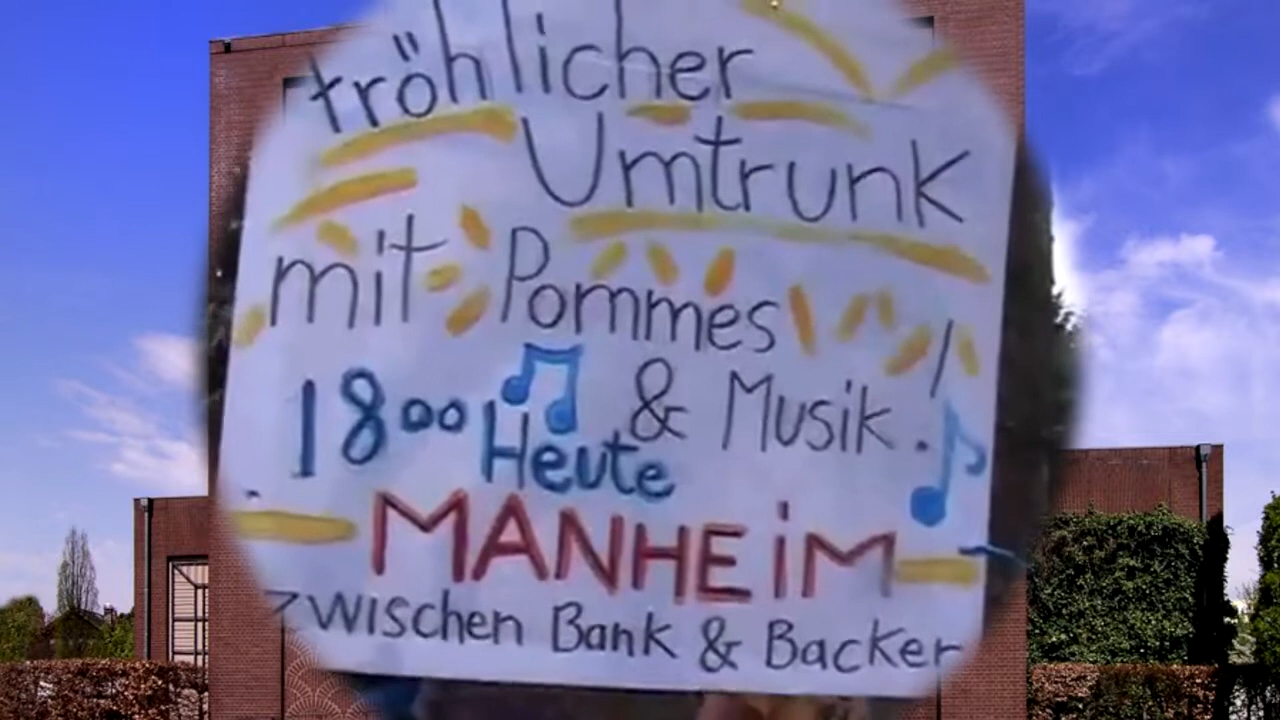 fröhlicher
Umtrunk
mit Pommes
& Musik.!
18⁰⁰ Heute
MANHEiM
zwischen Bank & Backer